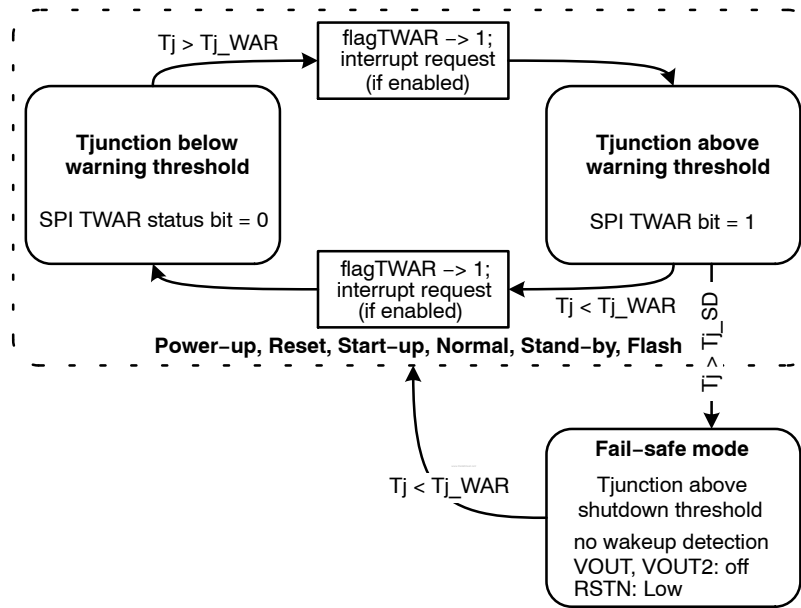 Tj > Tj_WAR
flagTWAR −> 1;
interrupt request
(if enabled)
Tjunction below
warning threshold
SPI TWAR status bit = 0
Tjunction above
warning threshold
SPI TWAR bit = 1
flagTWAR −> 1;
interrupt request
(if enabled)
Tj < Tj_WAR
Tj > Tj_SD
Power−up, Reset, Start−up, Normal, Stand−by, Flash
Tj < Tj_WAR
Fail−safe mode
Tjunction above
shutdown threshold
no wakeup detection
VOUT, VOUT2: off
RSTN: Low